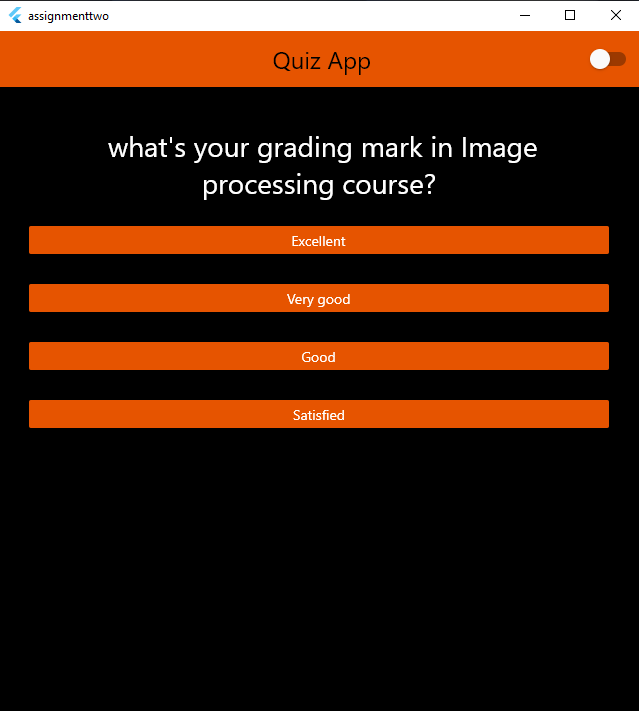 assignmenttwo
Quiz App
what's your grading mark in Image
processing course?
Excellent
Very good
Good
Satisfied